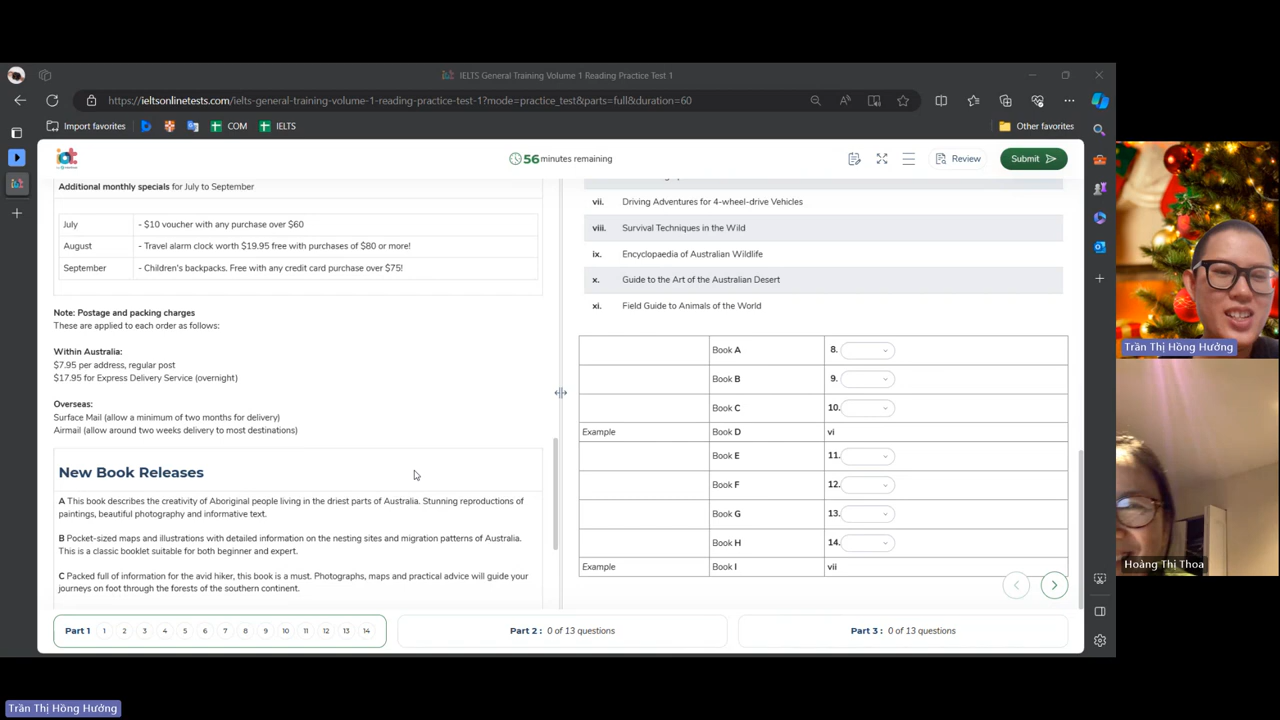 IELTS General Training Volume 1 Reading Practice Test 1
https://ieltsonlinetests.com/ielts-general-training-volume-1-reading-practice-test-1?mode=practice_test&parts=full&duration=60
Import favorites
COM
IELTS
Other favorites
iot
56 minutes remaining
Review
Submit
Additional monthly specials for July to September
July - $10 voucher with any purchase over $60
August - Travel alarm clock worth $19.95 free with purchases of $80 or more!
September - Children's backpacks. Free with any credit card purchase over $75!
Note: Postage and packing charges
These are applied to each order as follows:
Within Australia:
$7.95 per address, regular post
$17.95 for Express Delivery Service (overnight)
Overseas:
Surface Mail (allow a minimum of two months for delivery)
Airmail (allow around two weeks delivery to most destinations)
New Book Releases
A This book describes the creativity of Aboriginal people living in the driest parts of Australia. Stunning reproductions of
paintings, beautiful photography and informative text.
B Pocket-sized maps and illustrations with detailed information on the nesting sites and migration patterns of Australia.
This is a classic booklet suitable for both beginner and expert.
C Packed full of information for the avid hiker, this book is a must. Photographs, maps and practical advice will guide your
journeys on foot through the forests of the southern continent.
vii. Driving Adventures for 4-wheel-drive Vehicles
viii. Survival Techniques in the Wild
ix. Encyclopaedia of Australian Wildlife
x. Guide to the Art of the Australian Desert
xi. Field Guide to Animals of the World
Book A 8.
Book B 9.
Book C 10.
Example Book D vi
Book E 11.
Book F 12.
Book G 13.
Book H 14.
Example Book I vii
Part 1 1 2 3 4 5 6 7 8 9 10 11 12 13 14
Part 2 : 0 of 13 questions
Part 3 : 0 of 13 questions
Trần Thị Hồng Hưởng
Hoàng Thị Thoa
Trần Thị Hồng Hưởng